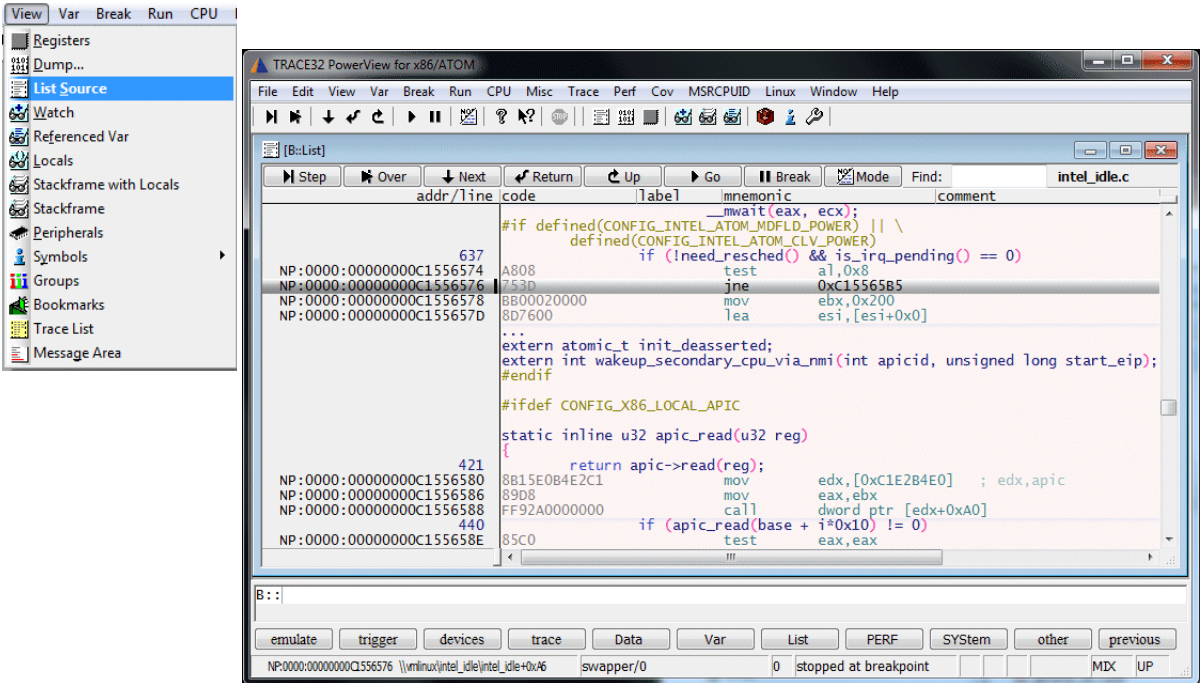 View Var Break Run CPU
Registers
Dump...
List Source
Watch
Referenced Var
Locals
Stackframe with Locals
Stackframe
Peripherals
Symbols
Groups
Bookmarks
Trace List
Message Area
TRACE32 PowerView for x86/ATOM
File Edit View Var Break Run CPU Misc Trace Perf Cov MSRCPUID Linux Window Help
[B::List]
Step Over Next Return Up Go Break Mode Find: intel_idle.c
addr/line code label mnemonic comment
__mwait(eax, ecx);
#if defined(CONFIG_INTEL_ATOM_MDFLD_POWER) || \
defined(CONFIG_INTEL_ATOM_CLV_POWER)
637 if (!need_resched() && is_irq_pending() == 0)
NP:0000:00000000C1556574 A808 test al,0x8
NP:0000:00000000C1556576 753D jne 0xC15565B5
NP:0000:00000000C1556578 BB00020000 mov ebx,0x200
NP:0000:00000000C155657D 8D7600 lea esi,[esi+0x0]
...
extern atomic_t init_deasserted;
extern int wakeup_secondary_cpu_via_nmi(int apicid, unsigned long start_eip);
#endif
#ifdef CONFIG_X86_LOCAL_APIC
static inline u32 apic_read(u32 reg)
{
421 return apic->read(reg);
NP:0000:00000000C1556580 8B15E0B4E2C1 mov edx,[0xC1E2B4E0] ; edx,apic
NP:0000:00000000C1556586 89D8 mov eax,ebx
NP:0000:00000000C1556588 FF92A0000000 call dword ptr [edx+0xA0]
440 if (apic_read(base + i*0x10) != 0)
NP:0000:00000000C155658E 85C0 test eax,eax
B::
emulate trigger devices trace Data Var List PERF SYStem other previous
NP:0000:00000000C1556576 \\vmlinux\intel_idle\intel_idle+0xA6 swapper/0 0 stopped at breakpoint MIX UP